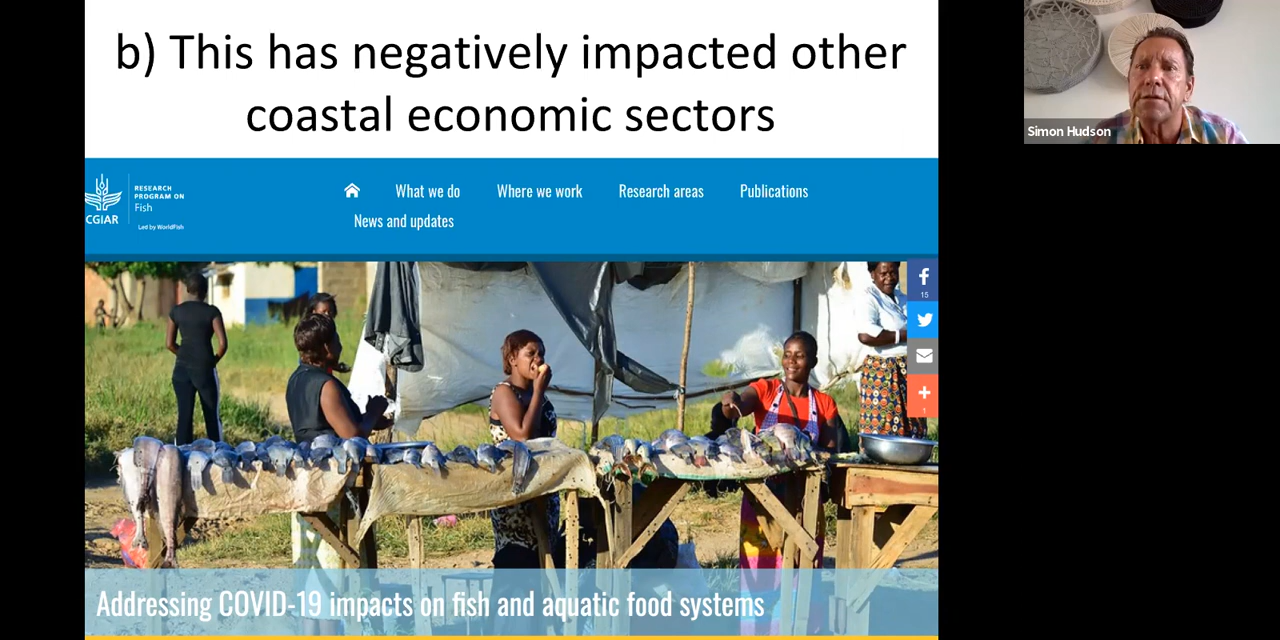 b) This has negatively impacted other
coastal economic sectors
Simon Hudson
CGIAR
RESEARCH
PROGRAM ON
Fish
Led by WorldFish
What we do
Where we work
Research areas
Publications
News and updates
15
1
Addressing COVID-19 impacts on fish and aquatic food systems